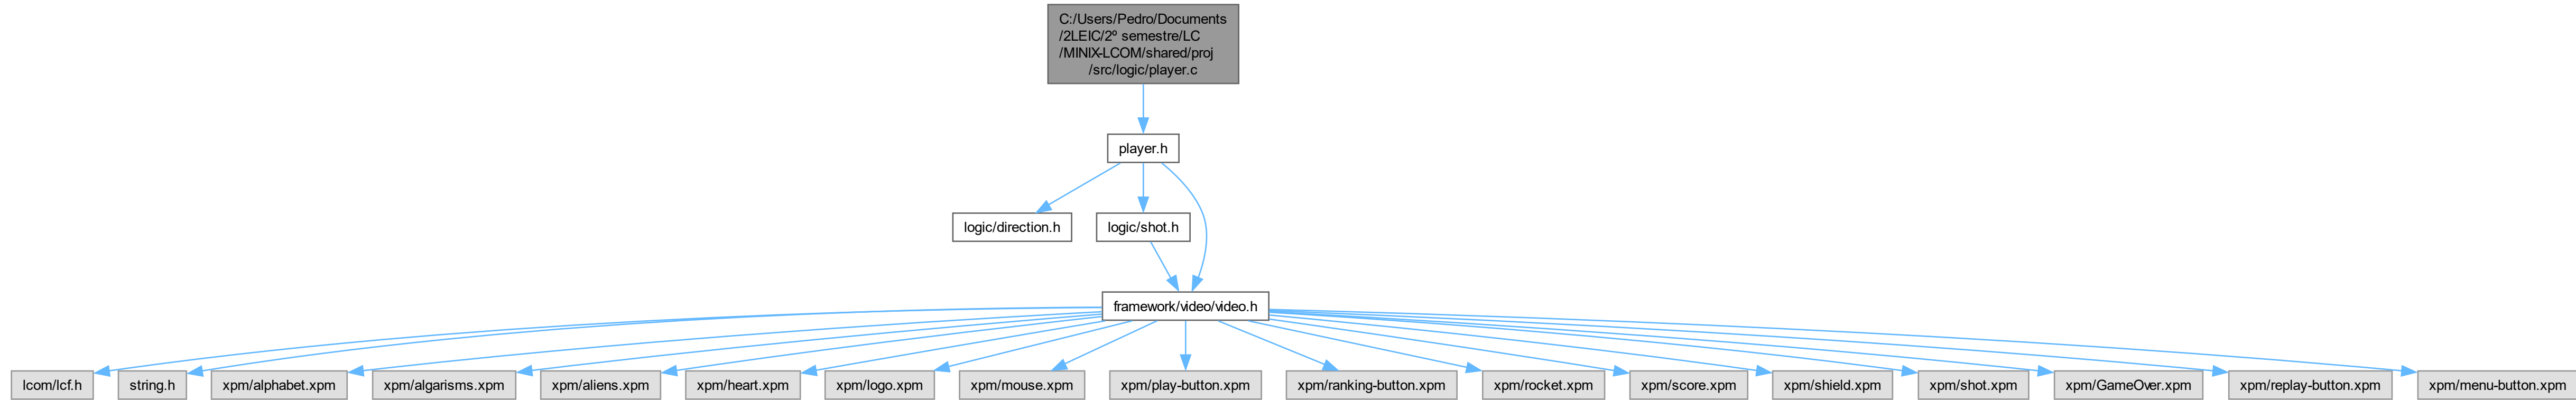 C:/Users/Pedro/Documents
/2LEIC/2º semestre/LC
/MINIX-LCOM/shared/proj
/src/logic/player.c
player.h
logic/direction.h
logic/shot.h
framework/video/video.h
lcom/lcf.h
string.h
xpm/alphabet.xpm
xpm/algarisms.xpm
xpm/aliens.xpm
xpm/heart.xpm
xpm/logo.xpm
xpm/mouse.xpm
xpm/play-button.xpm
xpm/ranking-button.xpm
xpm/rocket.xpm
xpm/score.xpm
xpm/shield.xpm
xpm/shot.xpm
xpm/GameOver.xpm
xpm/replay-button.xpm
xpm/menu-button.xpm